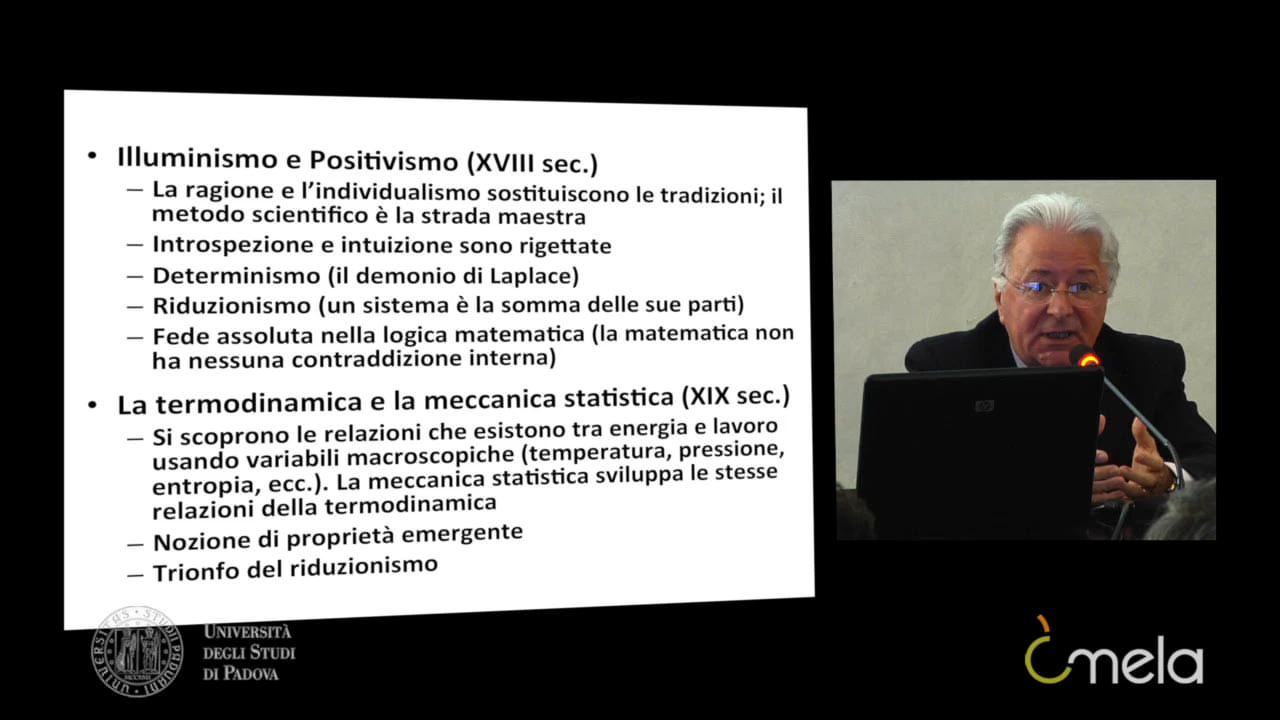 • Illuminismo e Positivismo (XVIII sec.)
– La ragione e l'individualismo sostituiscono le tradizioni; il
metodo scientifico è la strada maestra
– Introspezione e intuizione sono rigettate
– Determinismo (il demonio di Laplace)
– Riduzionismo (un sistema è la somma delle sue parti)
– Fede assoluta nella logica matematica (la matematica non
ha nessuna contraddizione interna)
• La termodinamica e la meccanica statistica (XIX sec.)
– Si scoprono le relazioni che esistono tra energia e lavoro
usando variabili macroscopiche (temperatura, pressione,
entropia, ecc.). La meccanica statistica sviluppa le stesse
relazioni della termodinamica
– Nozione di proprietà emergente
– Trionfo del riduzionismo
hp
UNIVERSITÀ
DEGLI STUDI
DI PADOVA
mela